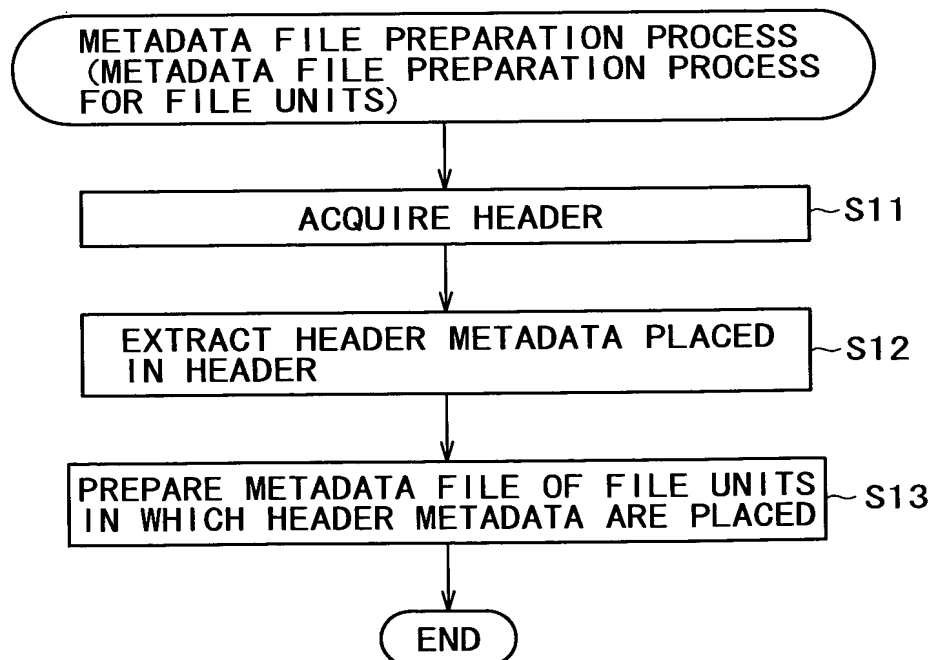 METADATA FILE PREPARATION PROCESS
(METADATA FILE PREPARATION PROCESS
FOR FILE UNITS)
ACQUIRE HEADER
S11
EXTRACT HEADER METADATA PLACED
IN HEADER
S12
PREPARE METADATA FILE OF FILE UNITS
IN WHICH HEADER METADATA ARE PLACED
S13
END